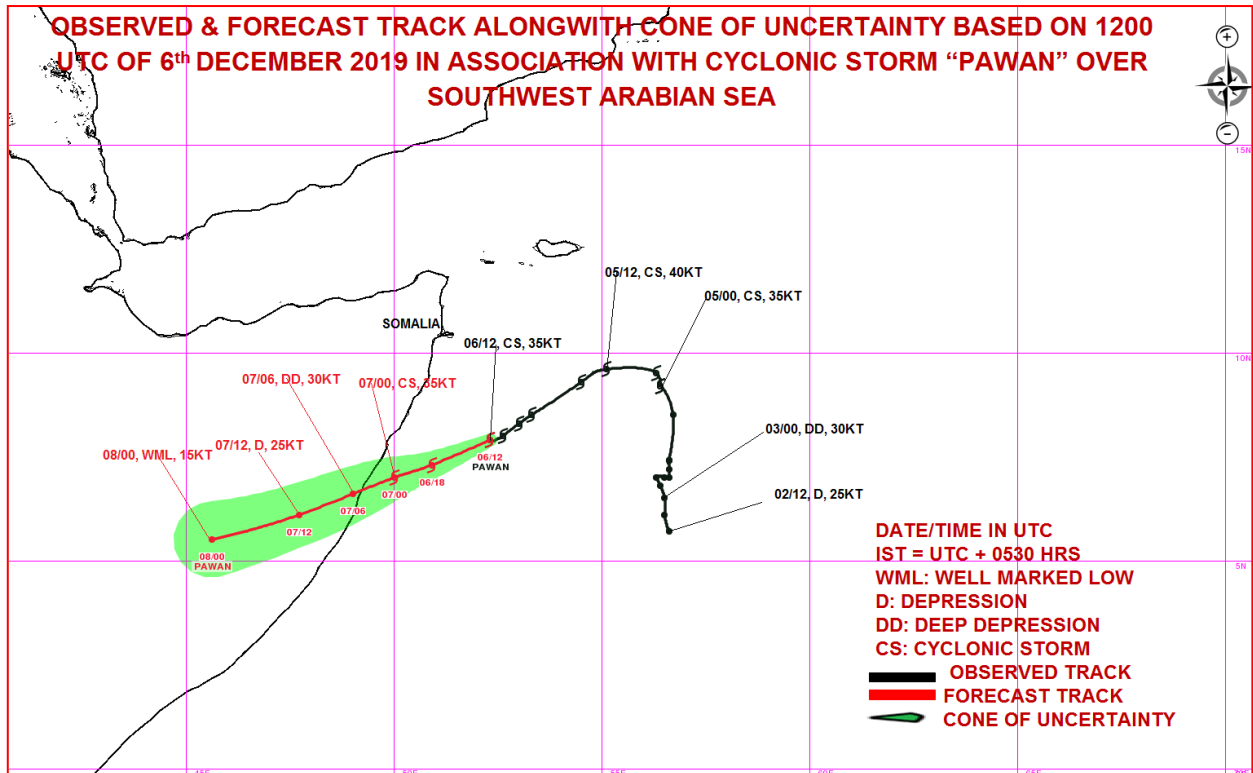 OBSERVED & FORECAST TRACK ALONGWITH CONE OF UNCERTAINTY BASED ON 1200
UTC OF 6th DECEMBER 2019 IN ASSOCIATION WITH CYCLONIC STORM “PAWAN” OVER
SOUTHWEST ARABIAN SEA
15N
05/12, CS, 40KT
05/00, CS, 35KT
SOMALIA
06/12, CS, 35KT
10N
07/06, DD, 30KT
07/00, CS, 35KT
03/00, DD, 30KT
07/12, D, 25KT
08/00, WML, 15KT
06/12
PAWAN
06/18
07/00
07/06
07/12
02/12, D, 25KT
08/00
PAWAN
5N
DATE/TIME IN UTC
IST = UTC + 0530 HRS
WML: WELL MARKED LOW
D: DEPRESSION
DD: DEEP DEPRESSION
CS: CYCLONIC STORM
OBSERVED TRACK
FORECAST TRACK
CONE OF UNCERTAINTY